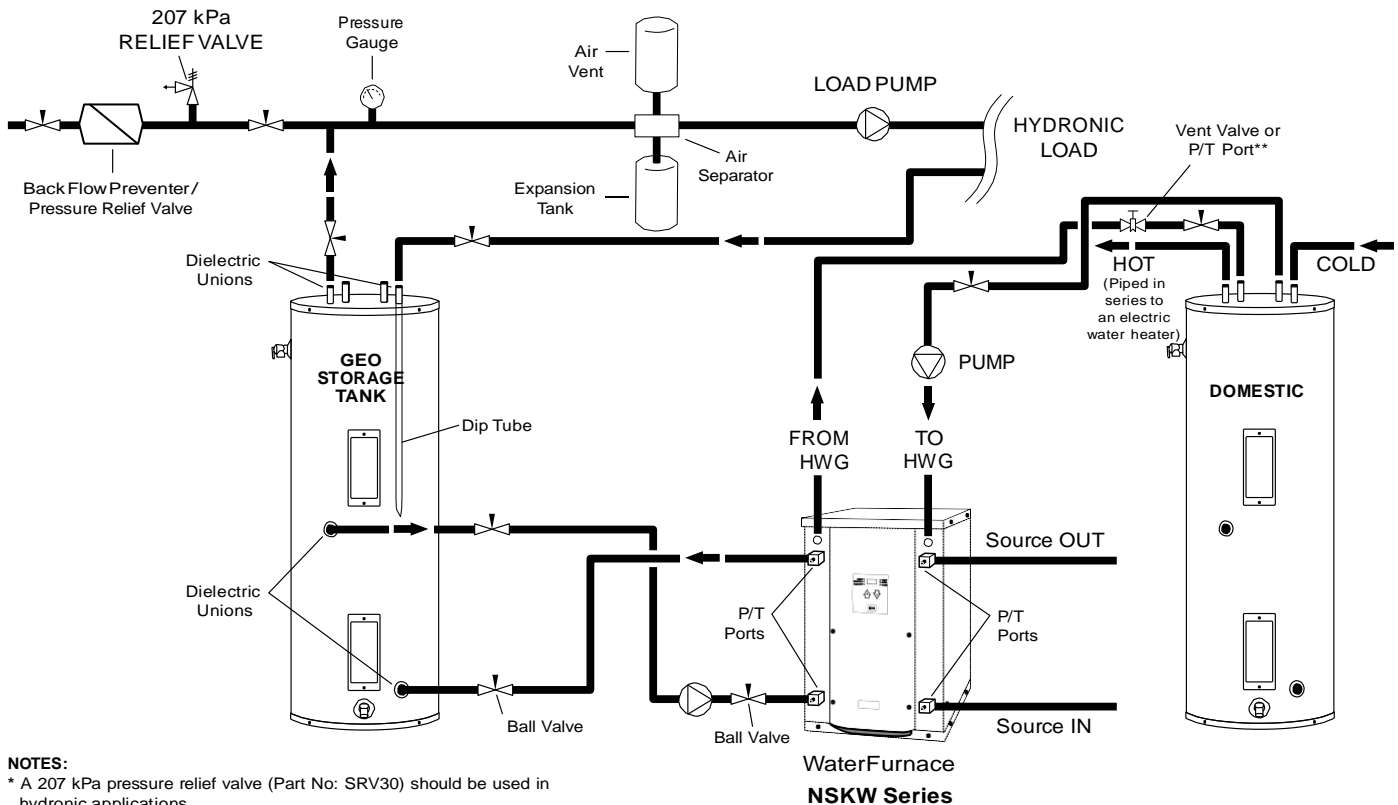 207 kPa
RELIEF VALVE
Pressure
Gauge
Air
Vent
LOAD PUMP
HYDRONIC
LOAD
Vent Valve or
P/T Port**
Back Flow Preventer/
Pressure Relief Valve
Air
Separator
Expansion
Tank
Dielectric
Unions
HOT
(Piped in
series to
an electric
water heater)
COLD
GEO
STORAGE
TANK
PUMP
DOMESTIC
Dip Tube
FROM
HWG
TO
HWG
Source OUT
Dielectric
Unions
P/T
Ports
P/T
Ports
Source IN
Ball Valve
Ball Valve
WaterFurnace
NSKW Series
NOTES:
* A 207 kPa pressure relief valve (Part No: SRV30) should be used in
hydronic applications.